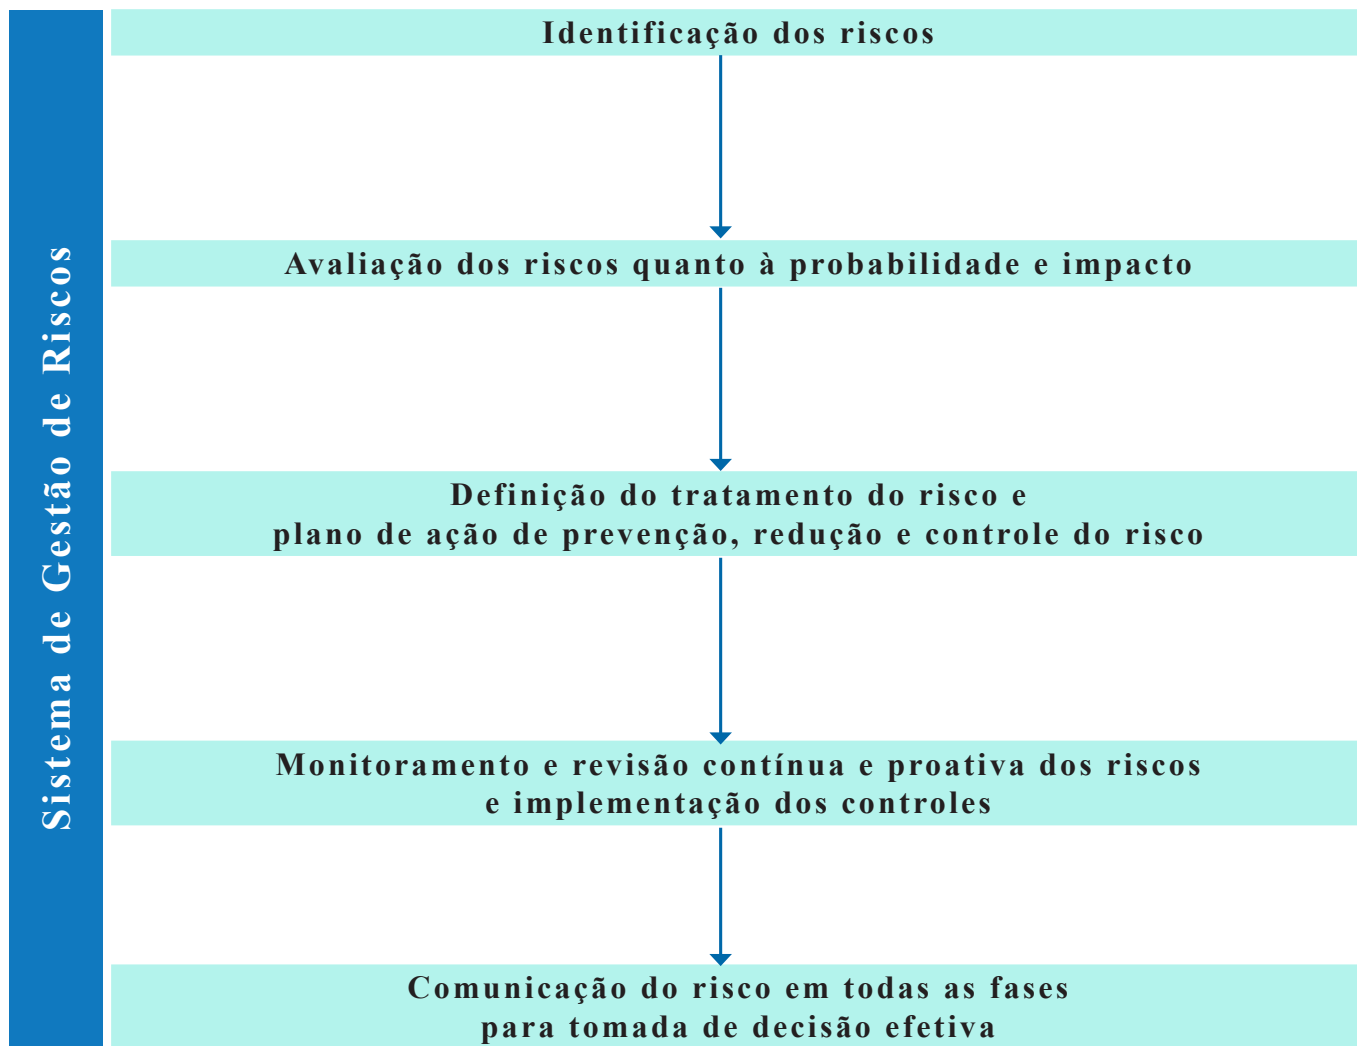 Sistema de Gestão de Riscos
Identificação dos riscos
Avaliação dos riscos quanto à probabilidade e impacto
Definição do tratamento do risco e
plano de ação de prevenção, redução e controle do risco
Monitoramento e revisão contínua e proativa dos riscos
e implementação dos controles
Comunicação do risco em todas as fases
para tomada de decisão efetiva